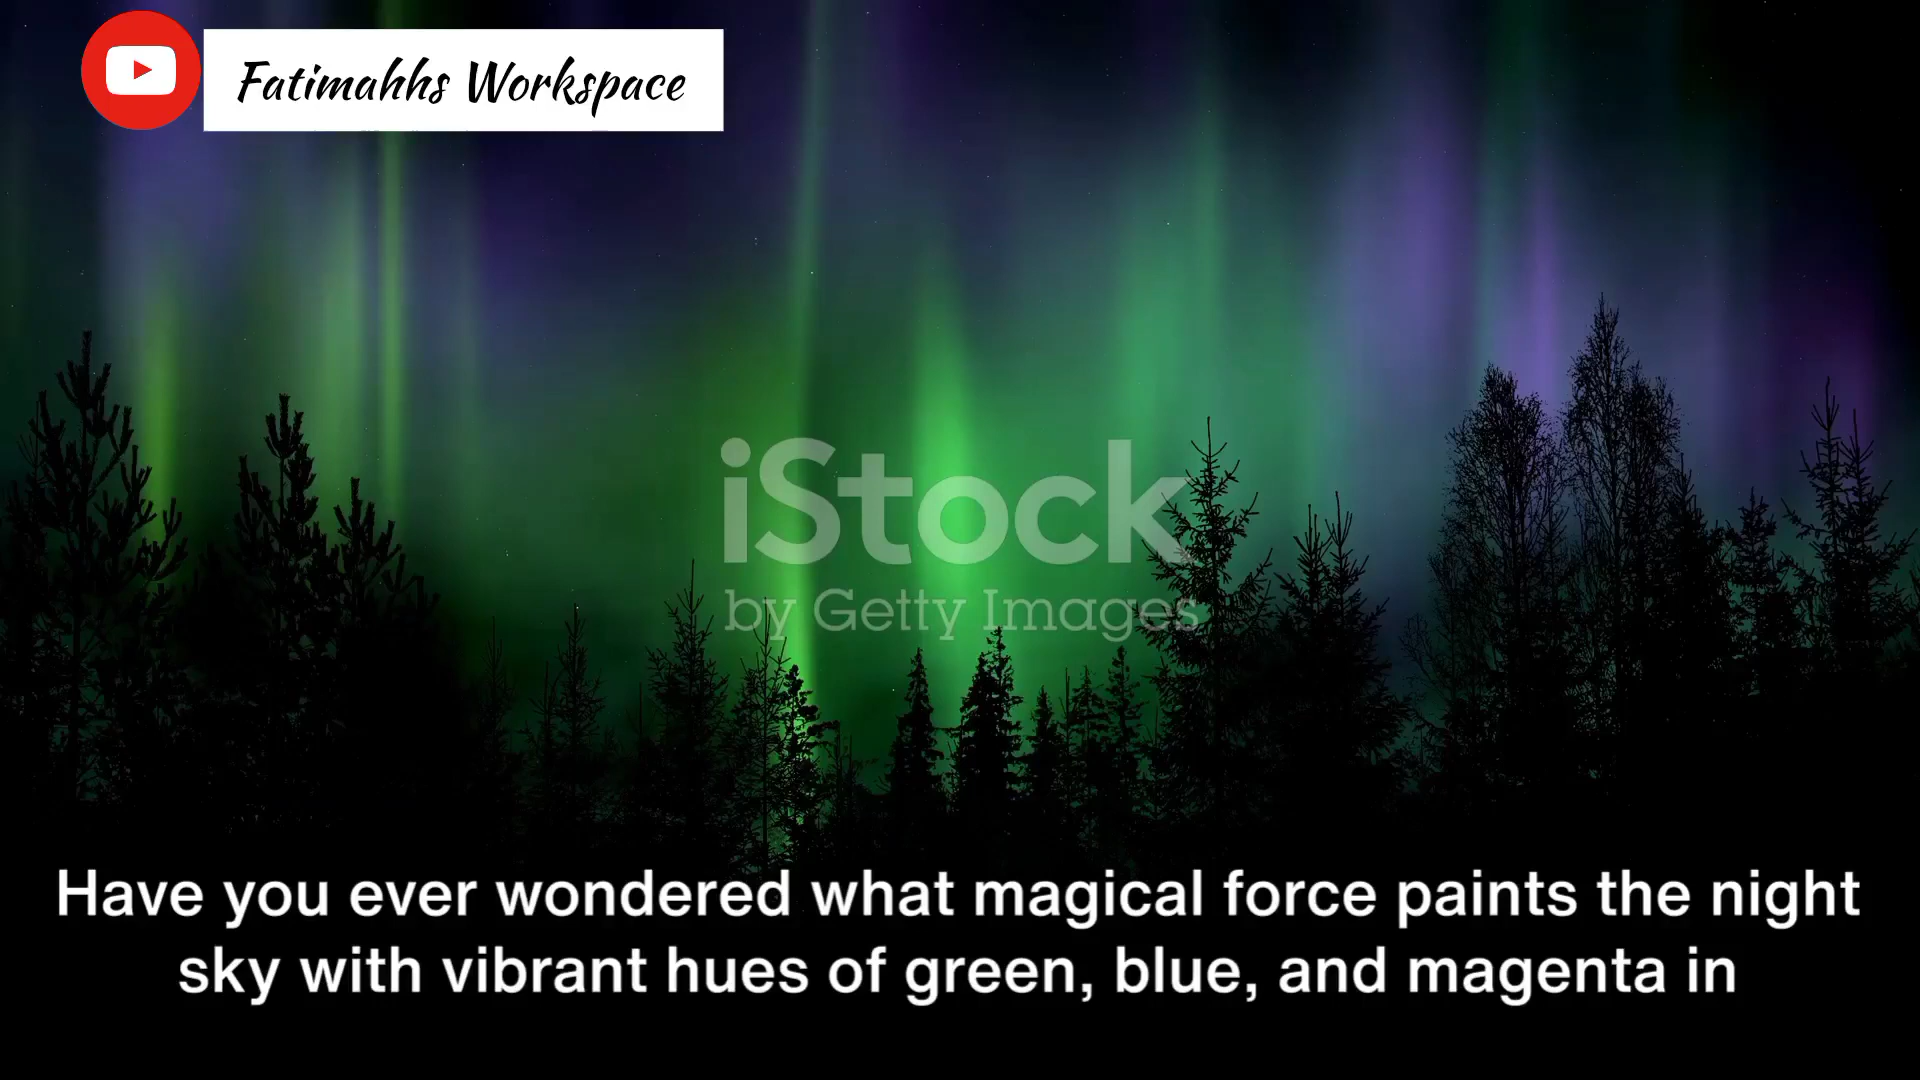 Fatimahhs Workspace
iStock
by Getty Images
Have you ever wondered what magical force paints the night
sky with vibrant hues of green, blue, and magenta in